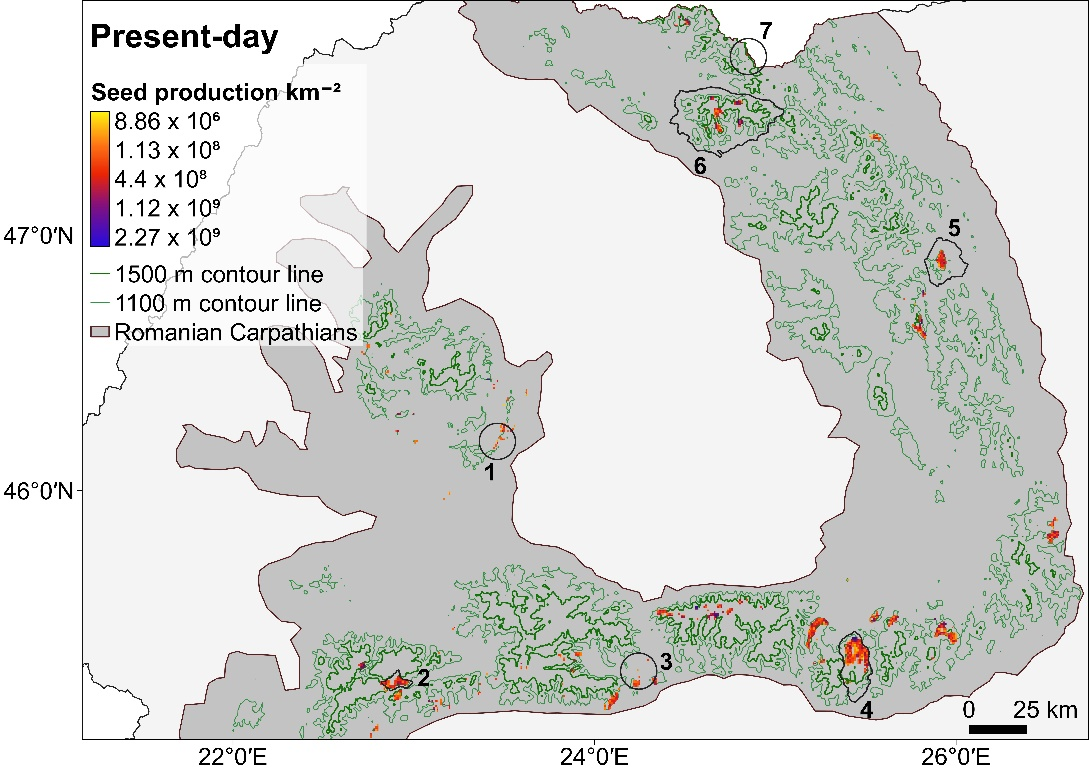 Present-day
Seed production km⁻²
8.86 x 10⁶
1.13 x 10⁸
4.4 x 10⁸
1.12 x 10⁹
2.27 x 10⁹
1500 m contour line
1100 m contour line
Romanian Carpathians
7
6
5
47°0′N
1
46°0′N
2
3
4
0 25 km
22°0′E 24°0′E 26°0′E